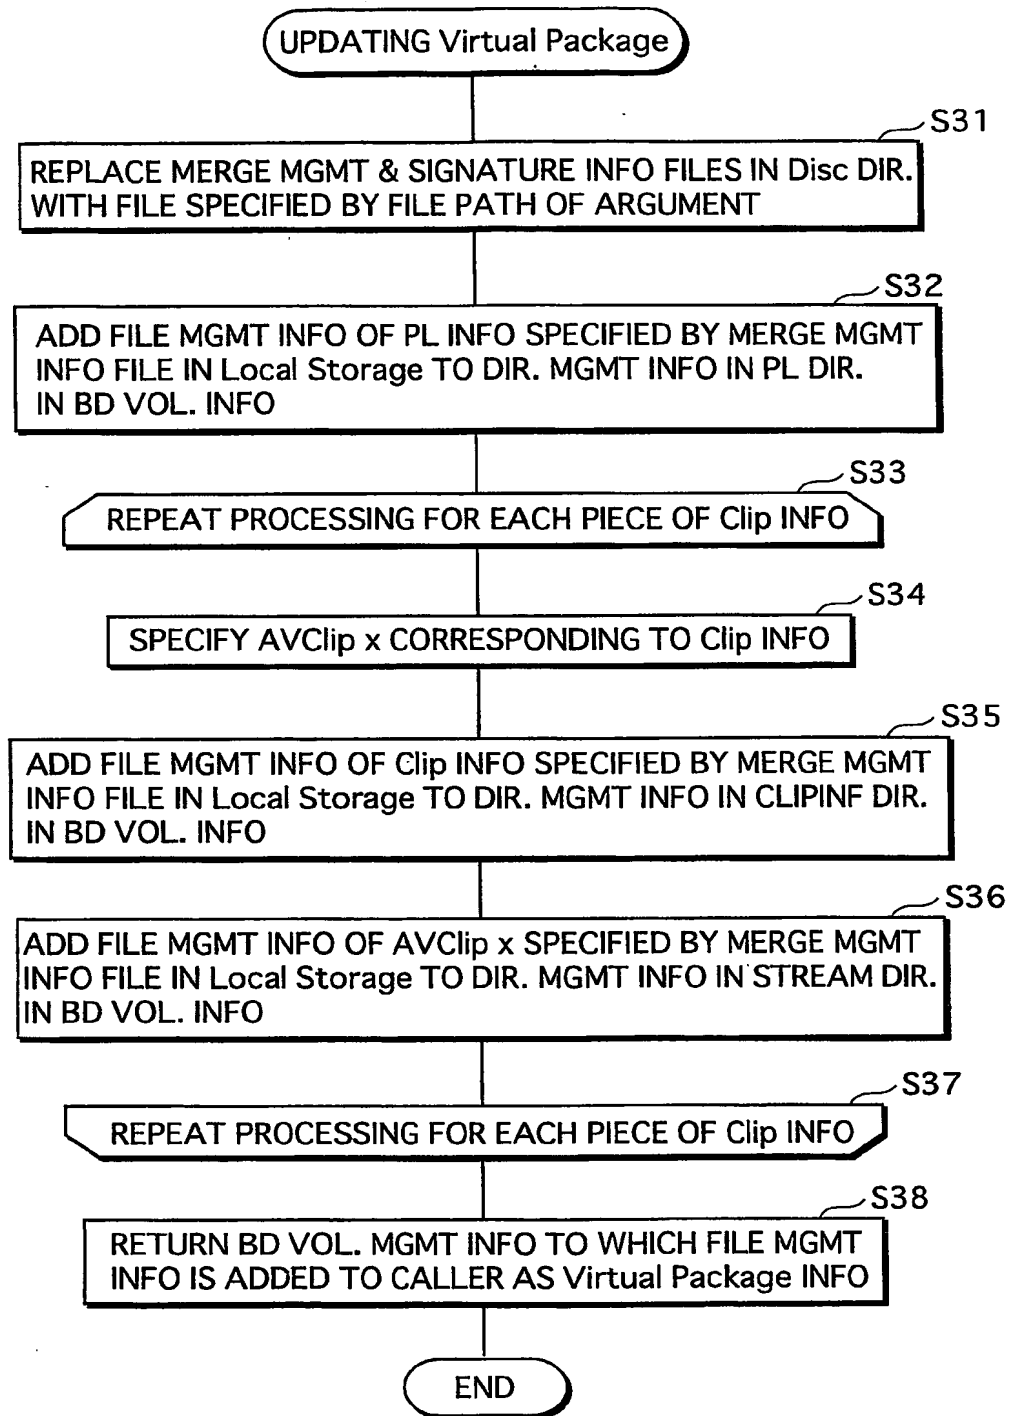 UPDATING Virtual Package
S31
REPLACE MERGE MGMT & SIGNATURE INFO FILES IN Disc DIR.
WITH FILE SPECIFIED BY FILE PATH OF ARGUMENT
S32
ADD FILE MGMT INFO OF PL INFO SPECIFIED BY MERGE MGMT
INFO FILE IN Local Storage TO DIR. MGMT INFO IN PL DIR.
IN BD VOL. INFO
S33
REPEAT PROCESSING FOR EACH PIECE OF Clip INFO
S34
SPECIFY AVClip x CORRESPONDING TO Clip INFO
S35
ADD FILE MGMT INFO OF Clip INFO SPECIFIED BY MERGE MGMT
INFO FILE IN Local Storage TO DIR. MGMT INFO IN CLIPINF DIR.
IN BD VOL. INFO
S36
ADD FILE MGMT INFO OF AVClip x SPECIFIED BY MERGE MGMT
INFO FILE IN Local Storage TO DIR. MGMT INFO IN STREAM DIR.
IN BD VOL. INFO
S37
REPEAT PROCESSING FOR EACH PIECE OF Clip INFO
S38
RETURN BD VOL. MGMT INFO TO WHICH FILE MGMT
INFO IS ADDED TO CALLER AS Virtual Package INFO
END